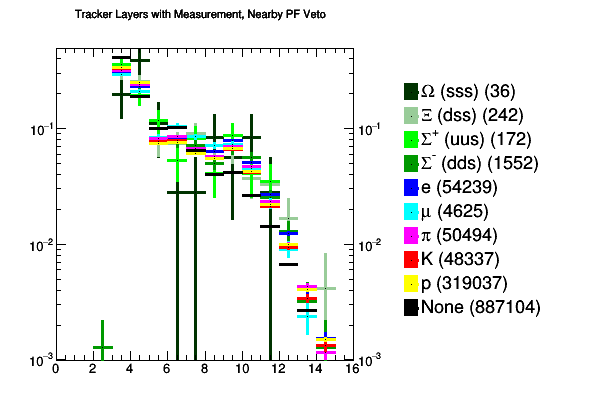 Tracker Layers with Measurement, Nearby PF Veto
Ω (sss) (36)
Ξ (dss) (242)
Σ⁺ (uus) (172)
Σ⁻ (dds) (1552)
e (54239)
μ (4625)
π (50494)
K (48337)
p (319037)
None (887104)
10⁻¹ 10⁻¹
10⁻² 10⁻²
10⁻³ 10⁻³
0 2 4 6 8 10 12 14 16